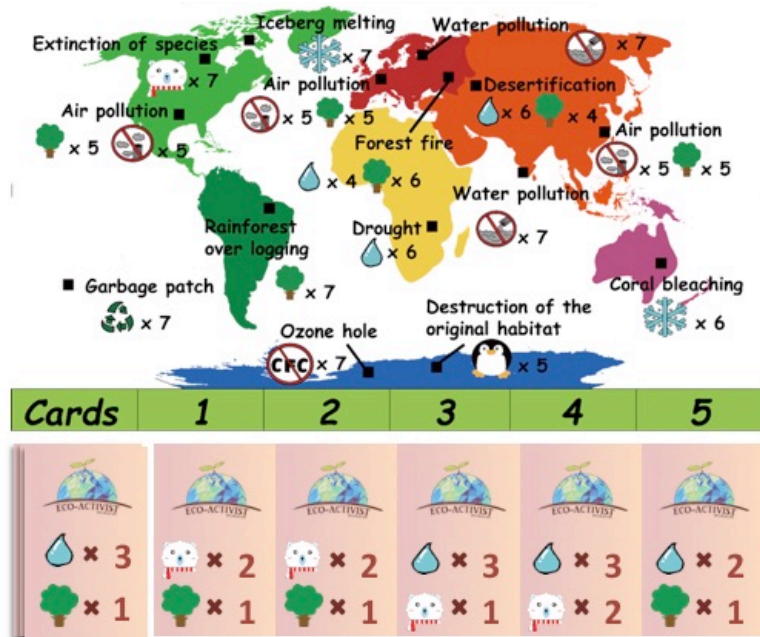 Iceberg melting
Water pollution
× 7
Extinction of species
× 7
× 7
Air pollution
Desertification
× 5 × 5
× 6 × 4
Air pollution
× 5 × 5
Forest fire
× 4 × 6
Air pollution
× 5 × 5
Water pollution
× 7
Rainforest
over logging
× 7
Drought
× 6
Garbage patch
× 7
Coral bleaching
× 6
Ozone hole
CFC × 7
Destruction of the
original habitat
× 5
Cards 1 2 3 4 5
ECO-ACTIVIST ECO-ACTIVIST ECO-ACTIVIST ECO-ACTIVIST ECO-ACTIVIST ECO-ACTIVIST
× 3 × 2 × 2 × 3 × 3 × 2
× 1 × 1 × 1 × 1 × 2 × 1